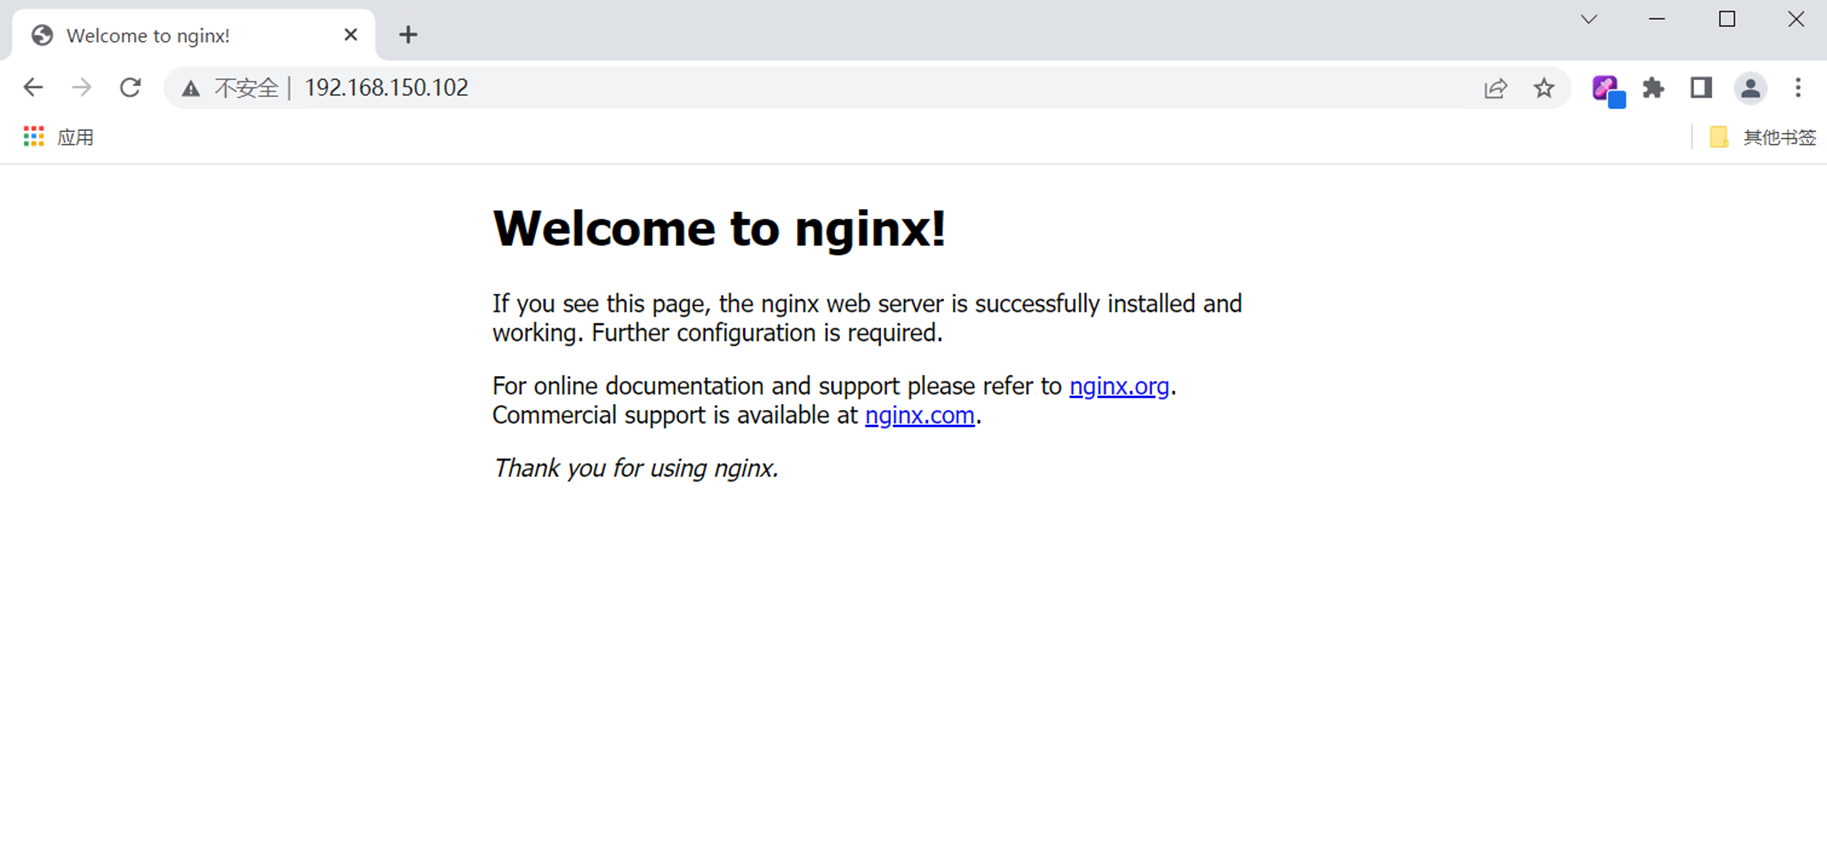 Welcome to nginx!
不安全 | 192.168.150.102
应用
其他书签
Welcome to nginx!
If you see this page, the nginx web server is successfully installed and
working. Further configuration is required.
For online documentation and support please refer to nginx.org.
Commercial support is available at nginx.com.
Thank you for using nginx.